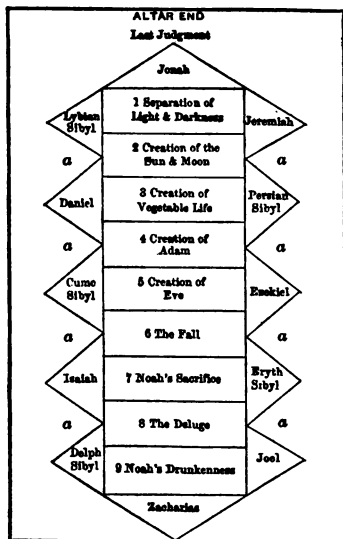 ALTAR END
Last Judgment
Jonah
Lybian
Sibyl
1 Separation of
Light & Darkness
Jeremiah
a
2 Creation of the
Sun & Moon
a
Daniel
3 Creation of
Vegetable Life
Persian
Sibyl
a
4 Creation of
Adam
a
Cumo
Sibyl
5 Creation of
Eve
Ezekiel
a
6 The Fall
a
Isaiah
7 Noah's Sacrifice
Eryth
Sibyl
a
8 The Deluge
a
Delph
Sibyl
9 Noah's Drunkenness
Joel
Zacharias